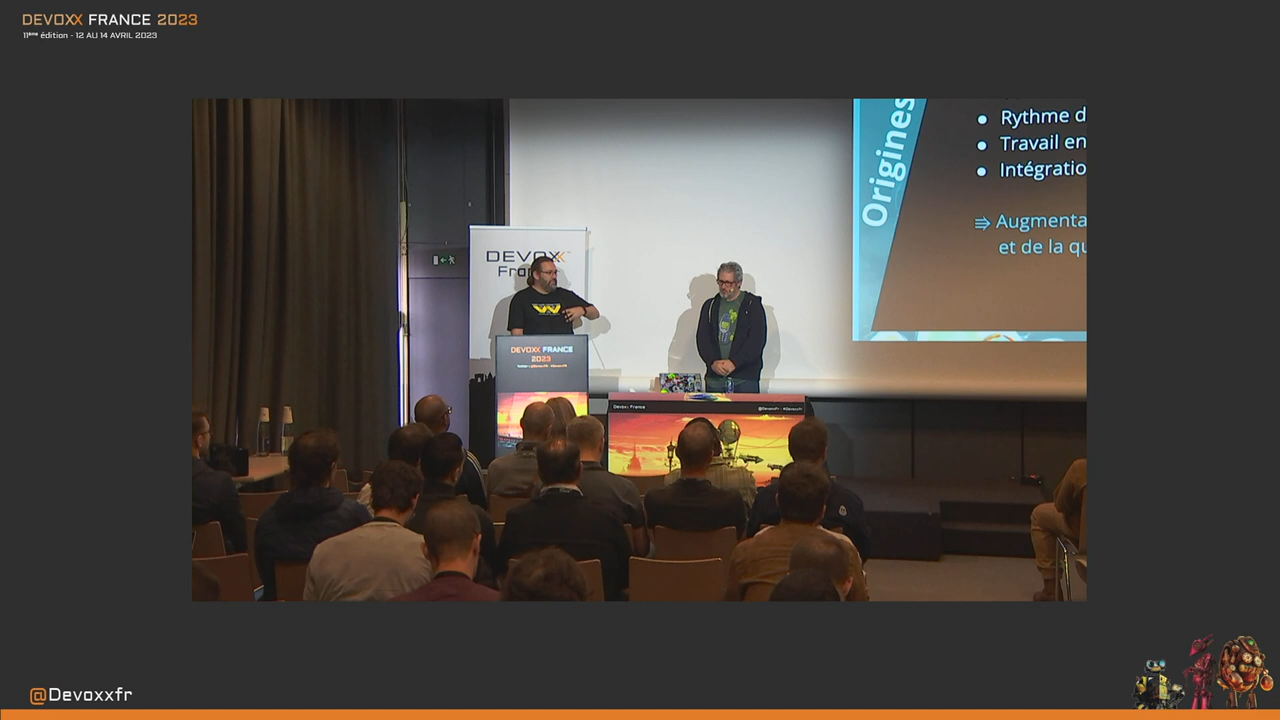 DEVOXX FRANCE 2023
11ème édition - 12 AU 14 AVRIL 2023
Origines
● Rythme d
● Travail en
● Intégratio
⇛ Augmenta
et de la qu
DEVOXX
Fran
DEVOXX FRANCE
2023
Devoxx France
@Devoxxfr